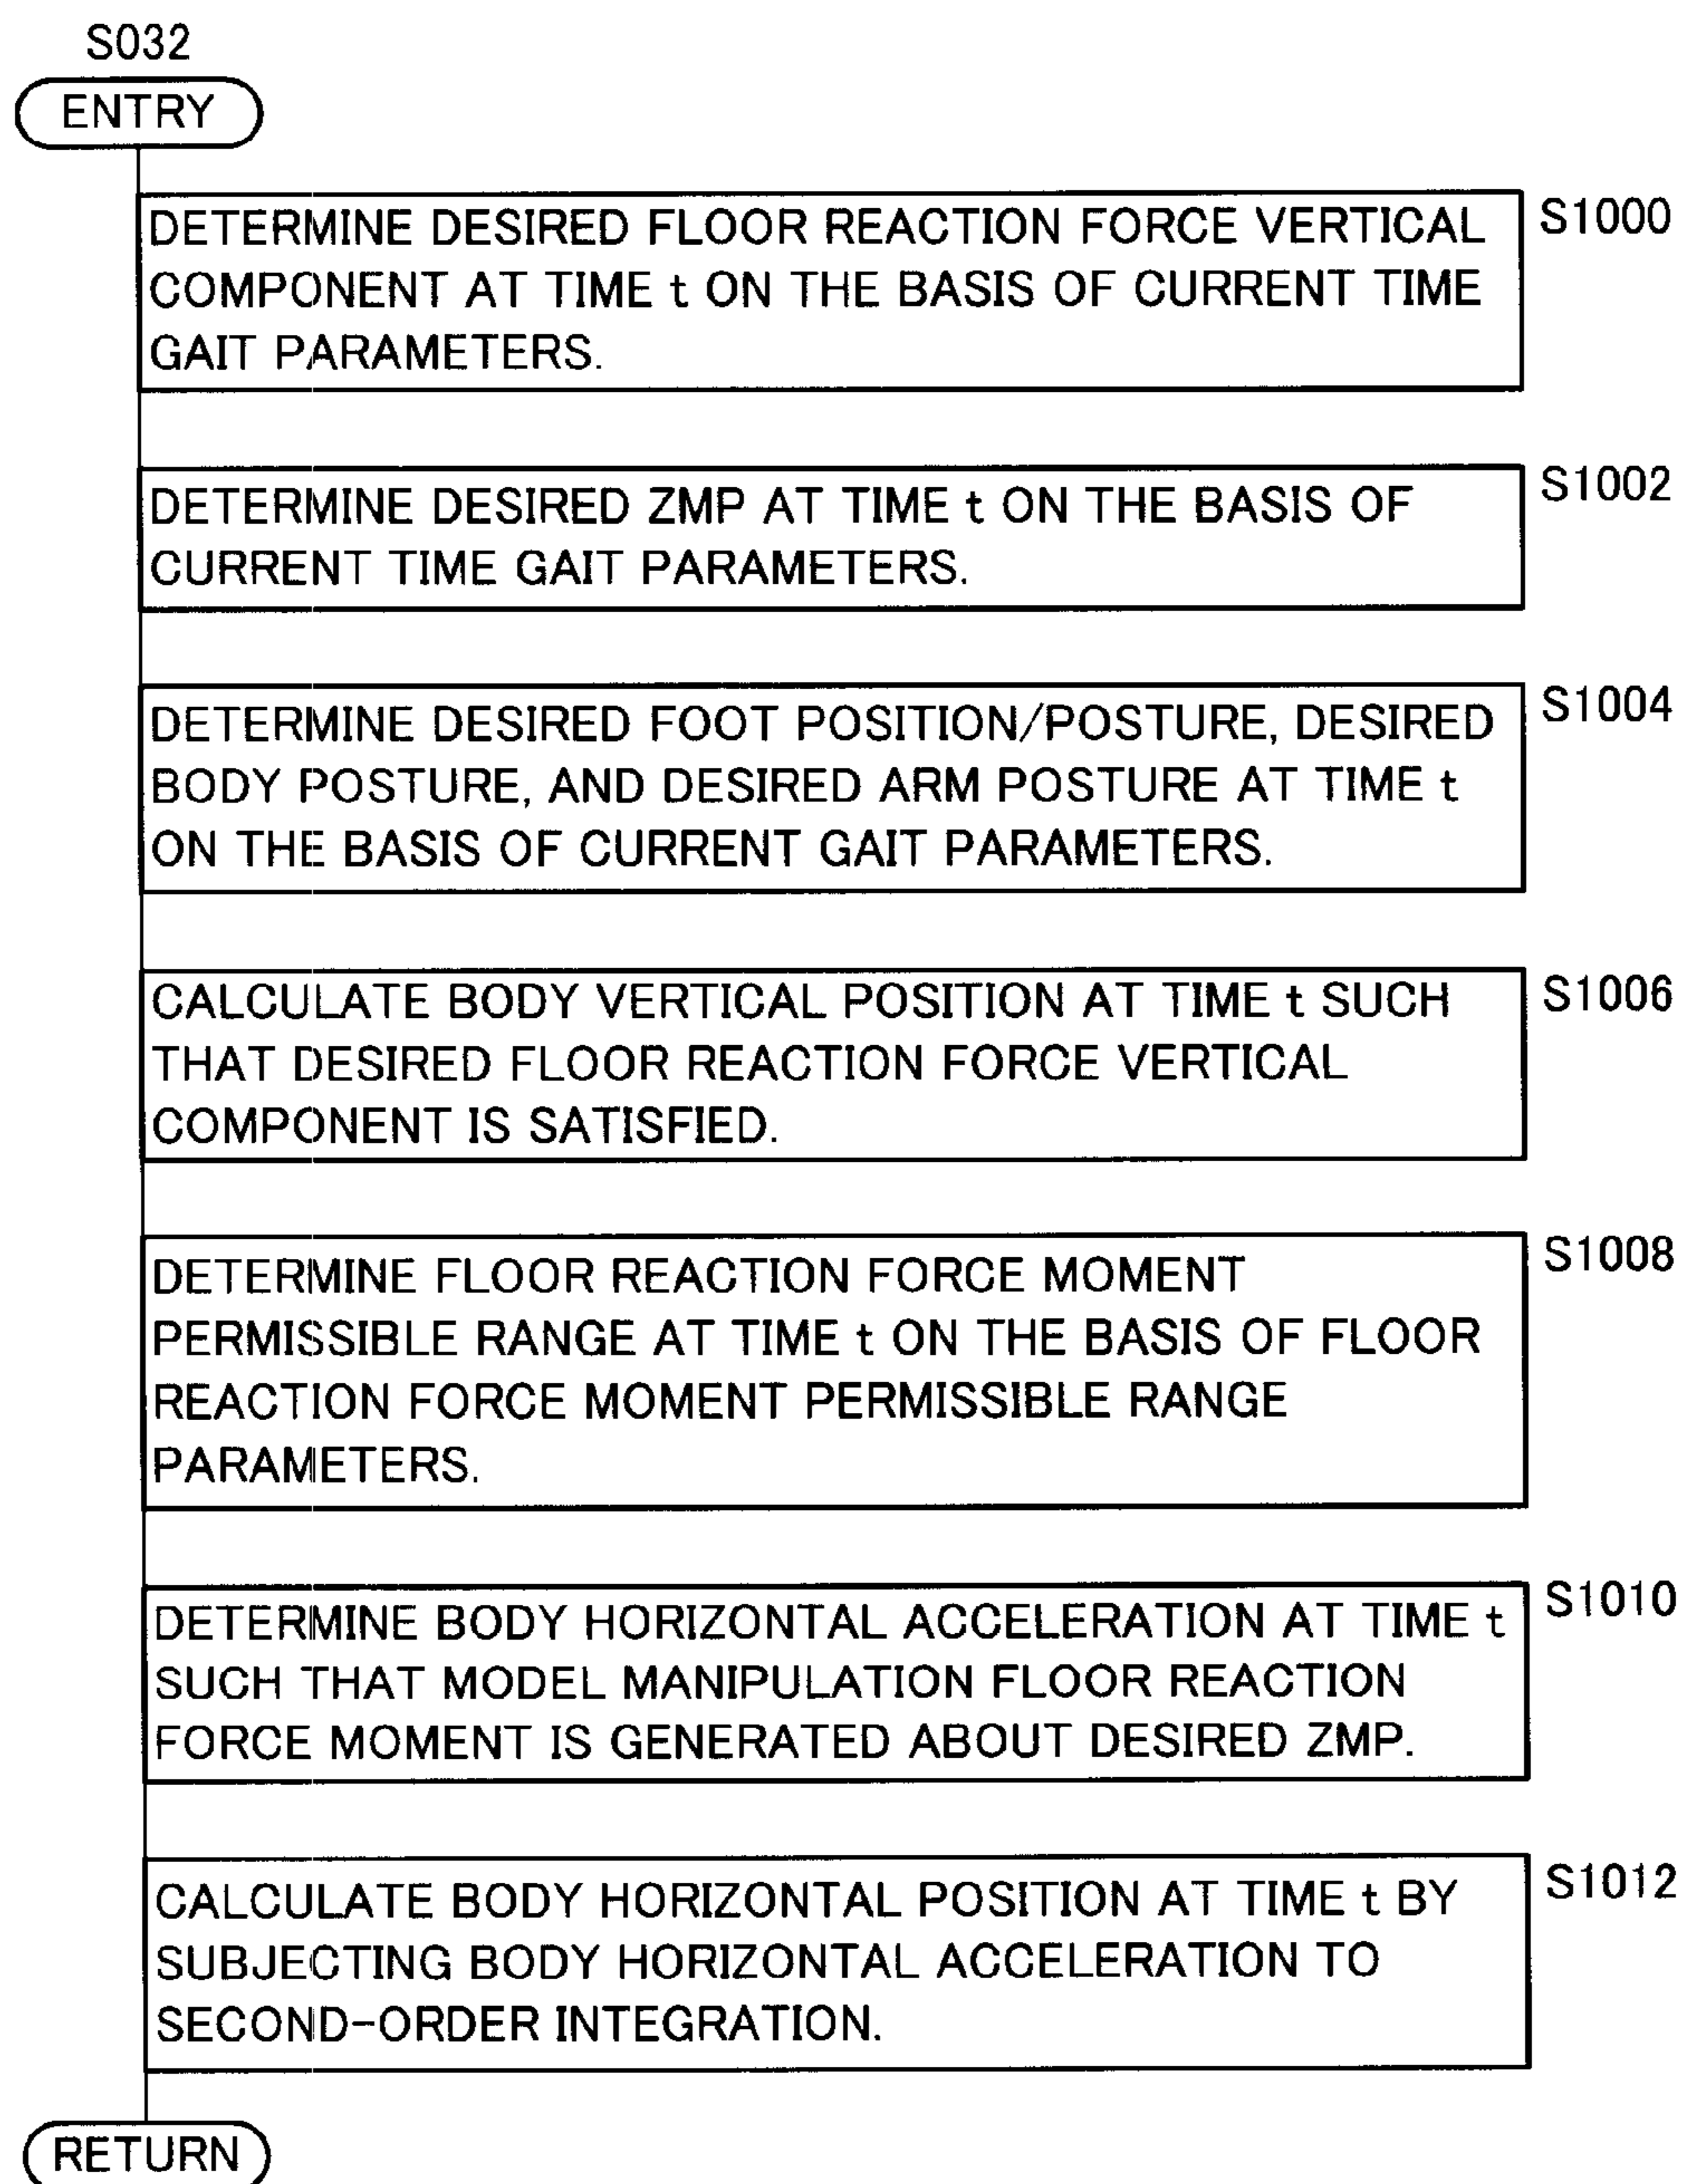 S032
ENTRY
S1000
DETERMINE DESIRED FLOOR REACTION FORCE VERTICAL
COMPONENT AT TIME t ON THE BASIS OF CURRENT TIME
GAIT PARAMETERS.
S1002
DETERMINE DESIRED ZMP AT TIME t ON THE BASIS OF
CURRENT TIME GAIT PARAMETERS.
S1004
DETERMINE DESIRED FOOT POSITION/POSTURE, DESIRED
BODY POSTURE, AND DESIRED ARM POSTURE AT TIME t
ON THE BASIS OF CURRENT GAIT PARAMETERS.
S1006
CALCULATE BODY VERTICAL POSITION AT TIME t SUCH
THAT DESIRED FLOOR REACTION FORCE VERTICAL
COMPONENT IS SATISFIED.
S1008
DETERMINE FLOOR REACTION FORCE MOMENT
PERMISSIBLE RANGE AT TIME t ON THE BASIS OF FLOOR
REACTION FORCE MOMENT PERMISSIBLE RANGE
PARAMETERS.
S1010
DETERMINE BODY HORIZONTAL ACCELERATION AT TIME t
SUCH THAT MODEL MANIPULATION FLOOR REACTION
FORCE MOMENT IS GENERATED ABOUT DESIRED ZMP.
S1012
CALCULATE BODY HORIZONTAL POSITION AT TIME t BY
SUBJECTING BODY HORIZONTAL ACCELERATION TO
SECOND-ORDER INTEGRATION.
RETURN